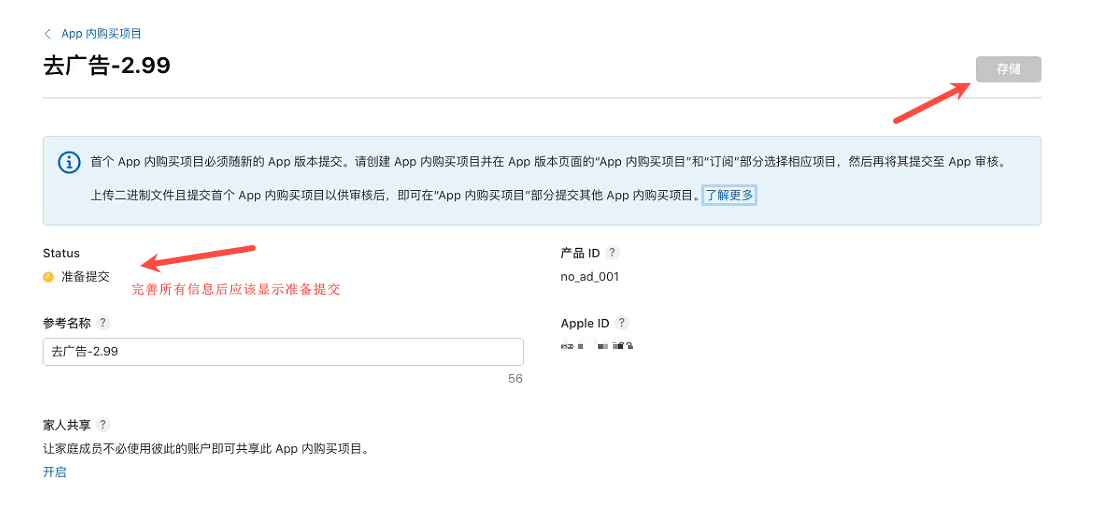 App 内购买项目
去广告-2.99
存储
首个 App 内购买项目必须随新的 App 版本提交。请创建 App 内购买项目并在 App 版本页面的“App 内购买项目”和“订阅”部分选择相应项目，然后再将其提交至 App 审核。
上传二进制文件且提交首个 App 内购买项目以供审核后，即可在“App 内购买项目”部分提交其他 App 内购买项目。了解更多
Status
产品 ID ?
准备提交
no_ad_001
完善所有信息后应该显示准备提交
参考名称 ?
Apple ID ?
去广告-2.99
56
家人共享 ?
让家庭成员不必使用彼此的账户即可共享此 App 内购买项目。
开启